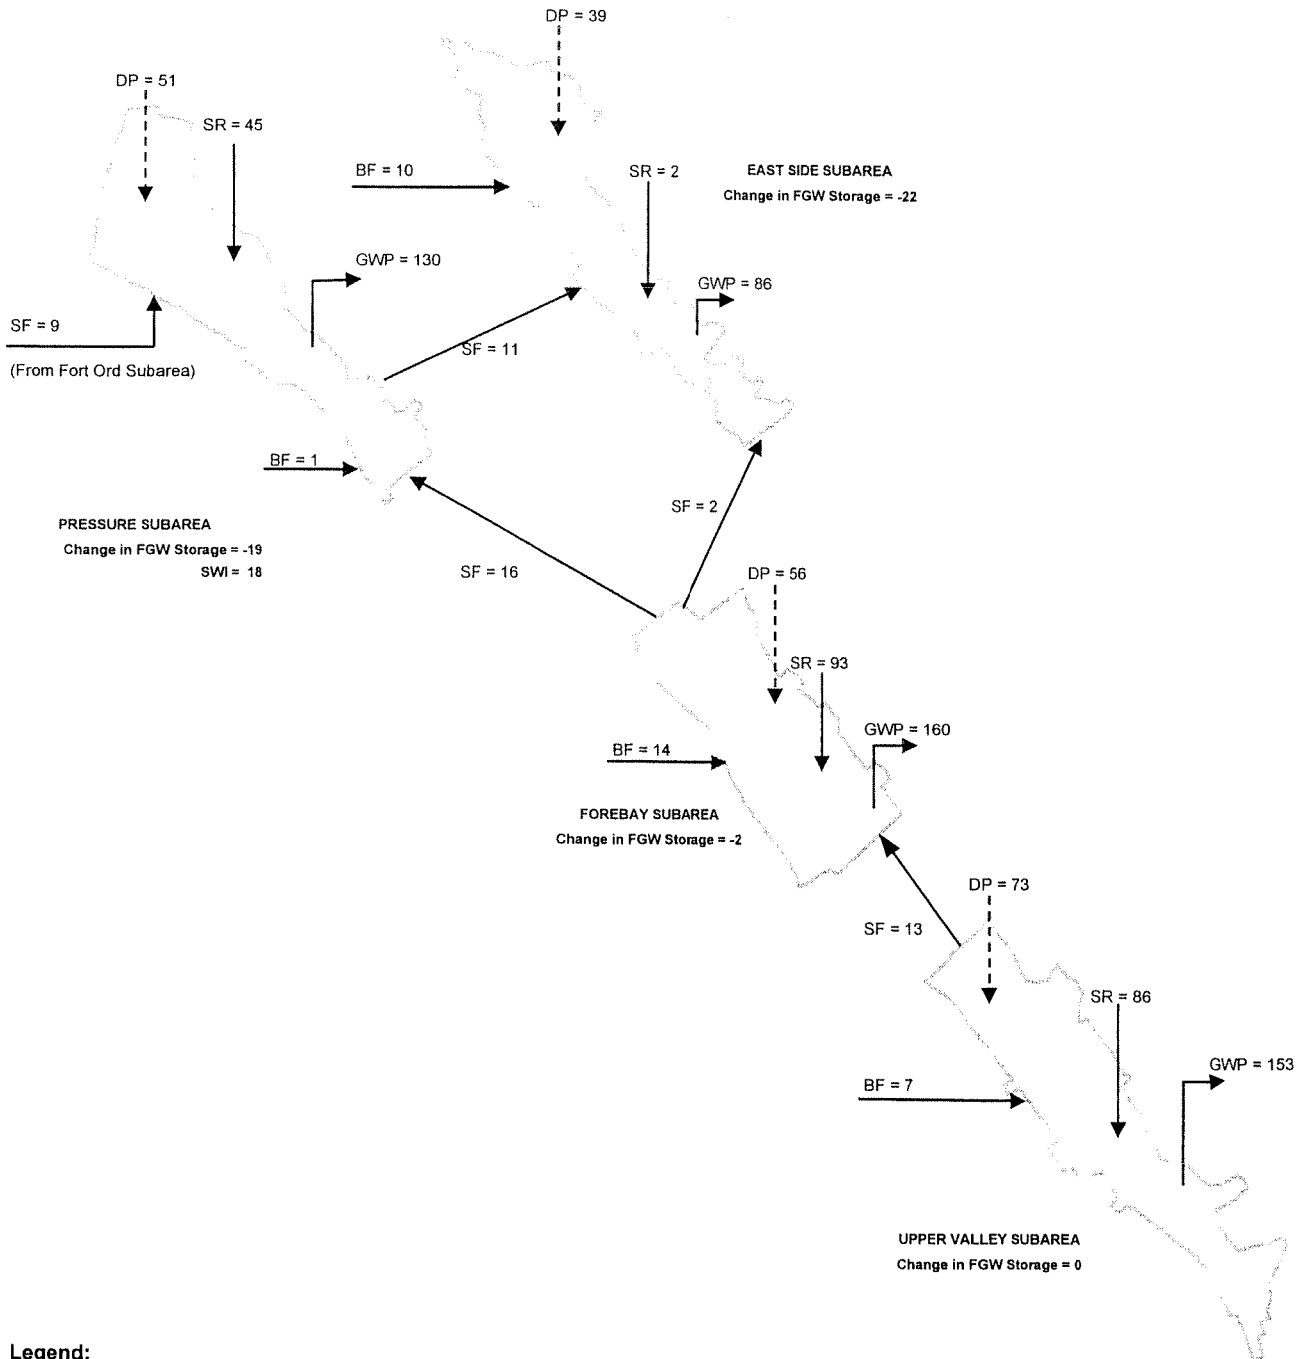 DP = 39
DP = 51
SR = 45
BF = 10
SR = 2
EAST SIDE SUBAREA
Change in FGW Storage = -22
GWP = 130
GWP = 86
SF = 9
(From Fort Ord Subarea)
SF = 11
BF = 1
SF = 2
PRESSURE SUBAREA
Change in FGW Storage = -19
SWI = 18
SF = 16
DP = 56
SR = 93
GWP = 160
BF = 14
FOREBAY SUBAREA
Change in FGW Storage = -2
DP = 73
SF = 13
SR = 86
GWP = 153
BF = 7
UPPER VALLEY SUBAREA
Change in FGW Storage = 0
Legend: